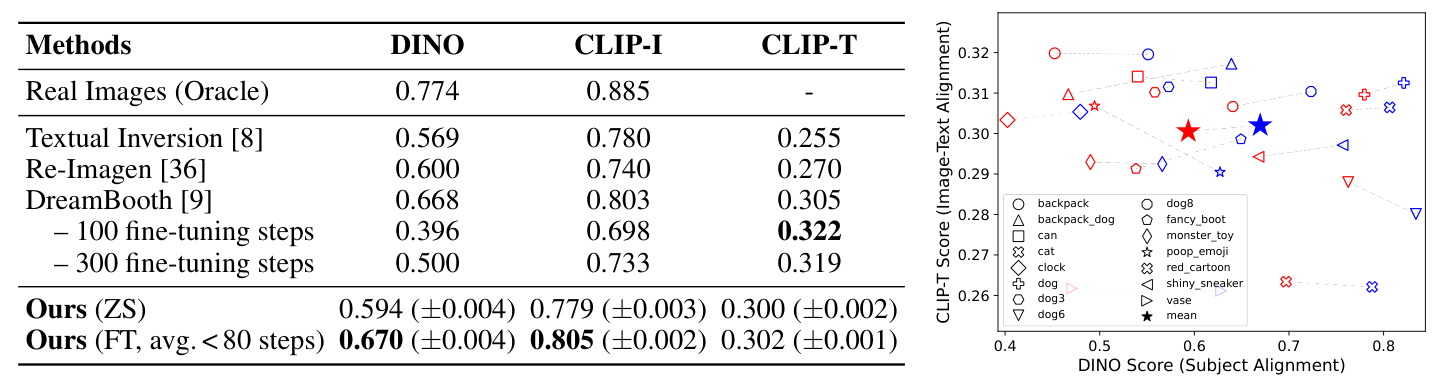 Methods DINO CLIP-I CLIP-T
Real Images (Oracle) 0.774 0.885 -
Textual Inversion [8] 0.569 0.780 0.255
Re-Imagen [36] 0.600 0.740 0.270
DreamBooth [9] 0.668 0.803 0.305
– 100 fine-tuning steps 0.396 0.698 0.322
– 300 fine-tuning steps 0.500 0.733 0.319
Ours (ZS) 0.594 (±0.004) 0.779 (±0.003) 0.300 (±0.002)
Ours (FT, avg. < 80 steps) 0.670 (±0.004) 0.805 (±0.002) 0.302 (±0.001)
CLIP-T Score (Image-Text Alignment)
0.32
0.31
0.30
0.29
0.28
0.27
0.26
backpack
backpack_dog
can
cat
clock
dog
dog3
dog6
dog8
fancy_boot
monster_toy
poop_emoji
red_cartoon
shiny_sneaker
vase
mean
0.4 0.5 0.6 0.7 0.8
DINO Score (Subject Alignment)